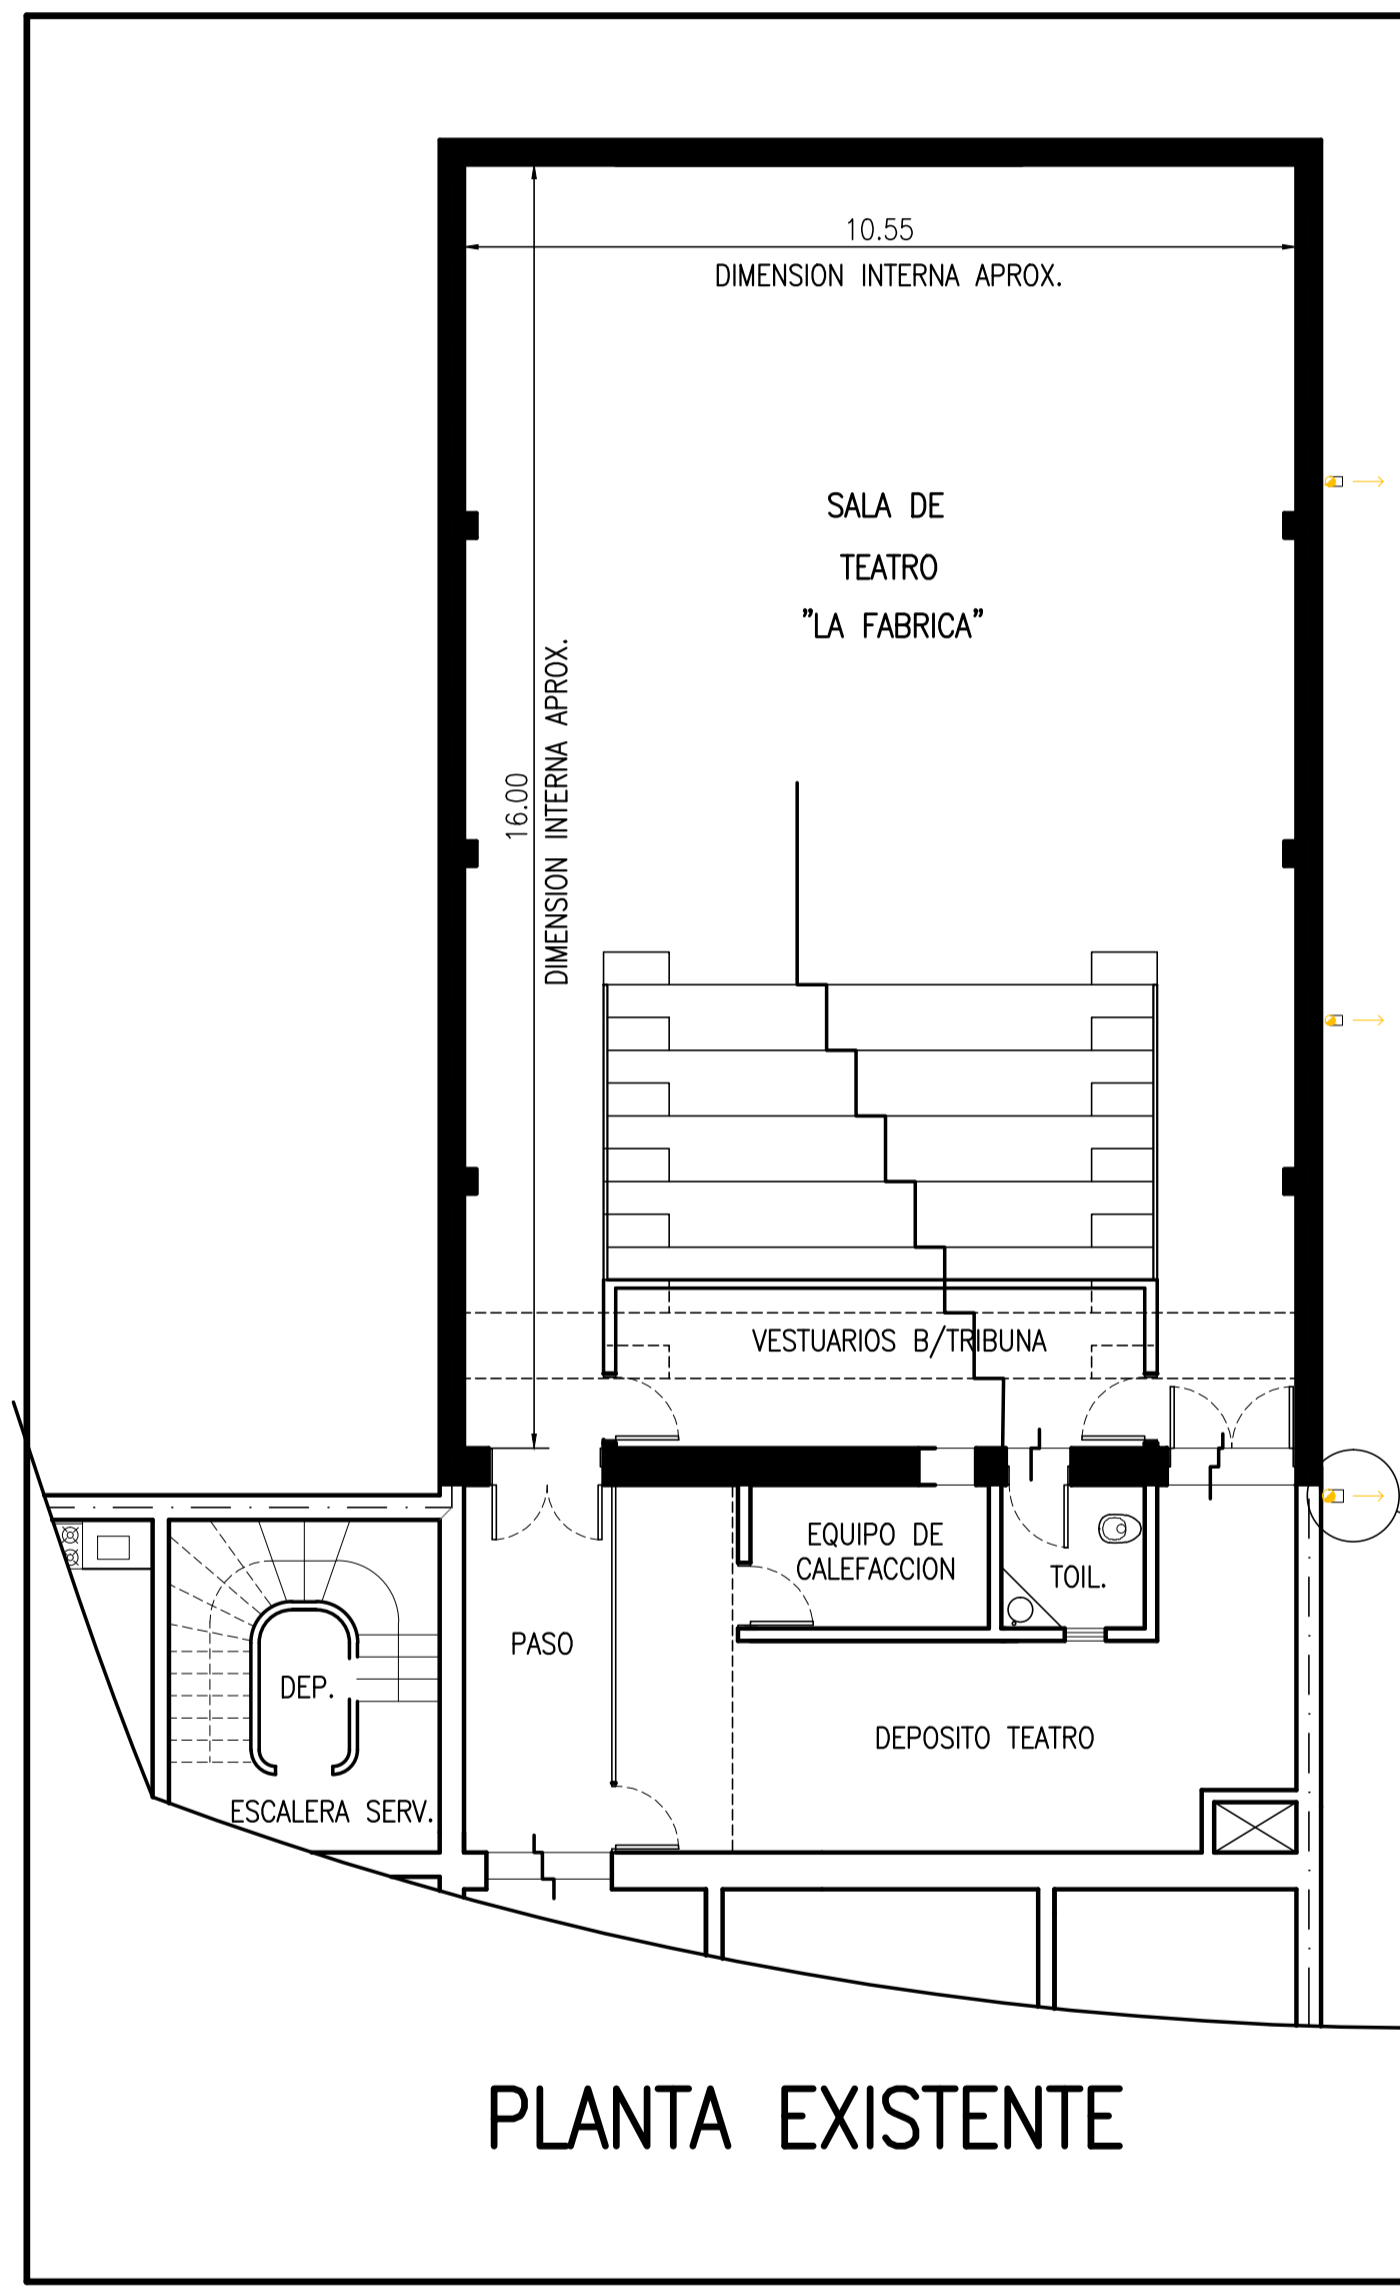 10.55
DIMENSION INTERNA APROX.
SALA DE
TEATRO
"LA FABRICA"
16.00
DIMENSION INTERNA APROX.
VESTUARIOS B/TRIBUNA
EQUIPO DE
CALEFACCION
TOIL.
PASO
DEP.
DEPOSITO TEATRO
ESCALERA SERV.
PLANTA EXISTENTE